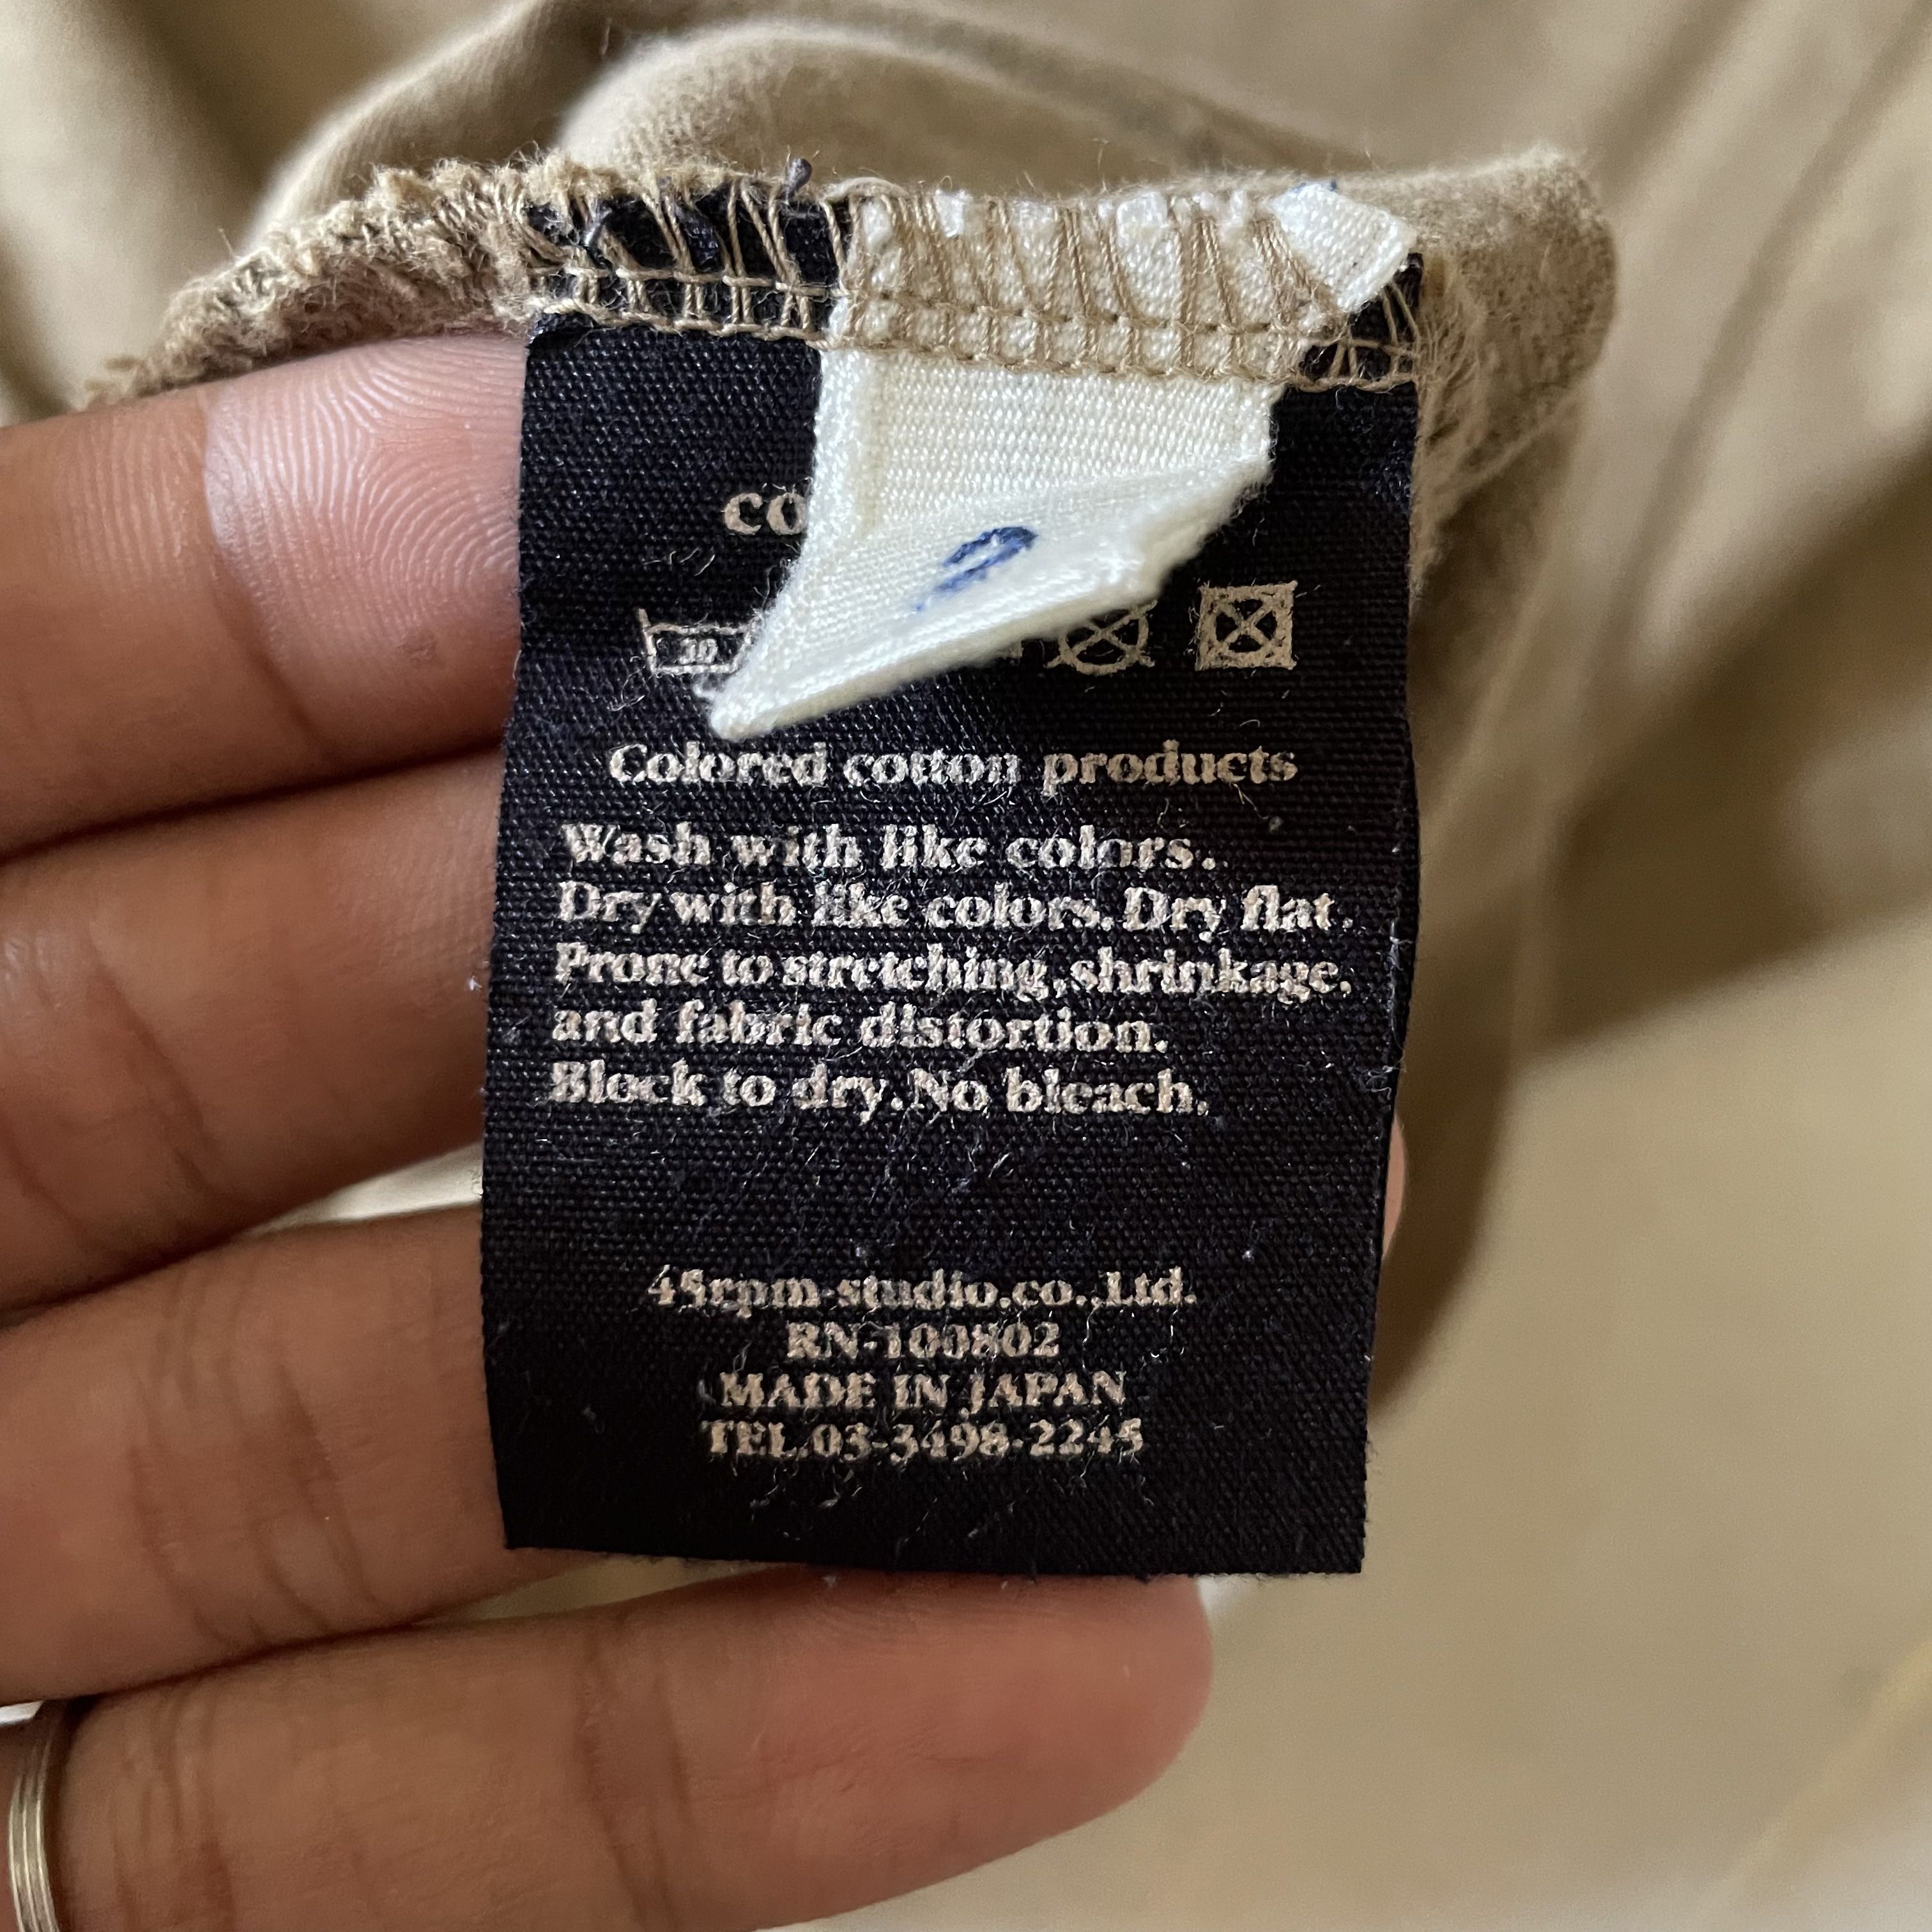 co
30
Colored cotton products
Wash with like colors.
Dry with like colors. Dry flat.
Prone to stretching, shrinkage,
and fabric distortion.
Block to dry. No bleach.
45rpm-studio.co.,Ltd.
RN-100802
MADE IN JAPAN
TEL.03-3498-2245